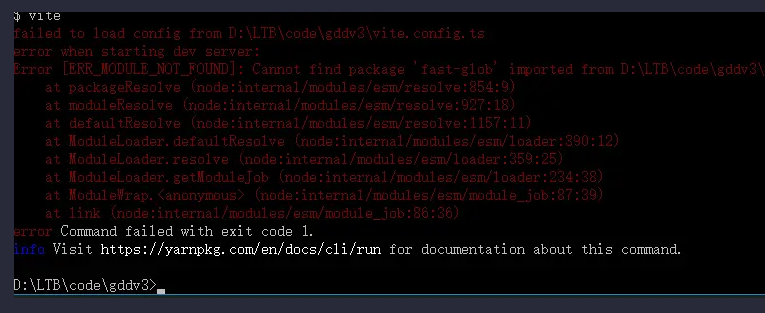 $ vite
failed to load config from D:\LTB\code\gddv3\vite.config.ts
error when starting dev server:
Error [ERR_MODULE_NOT_FOUND]: Cannot find package 'fast-glob' imported from D:\LTB\code\gddv3\
at packageResolve (node:internal/modules/esm/resolve:854:9)
at moduleResolve (node:internal/modules/esm/resolve:927:18)
at defaultResolve (node:internal/modules/esm/resolve:1157:11)
at ModuleLoader.defaultResolve (node:internal/modules/esm/loader:390:12)
at ModuleLoader.resolve (node:internal/modules/esm/loader:359:25)
at ModuleLoader.getModuleJob (node:internal/modules/esm/loader:234:38)
at ModuleWrap.<anonymous> (node:internal/modules/esm/module_job:87:39)
at link (node:internal/modules/esm/module_job:86:36)
error Command failed with exit code 1.
info Visit https://yarnpkg.com/en/docs/cli/run for documentation about this command.
D:\LTB\code\gddv3>